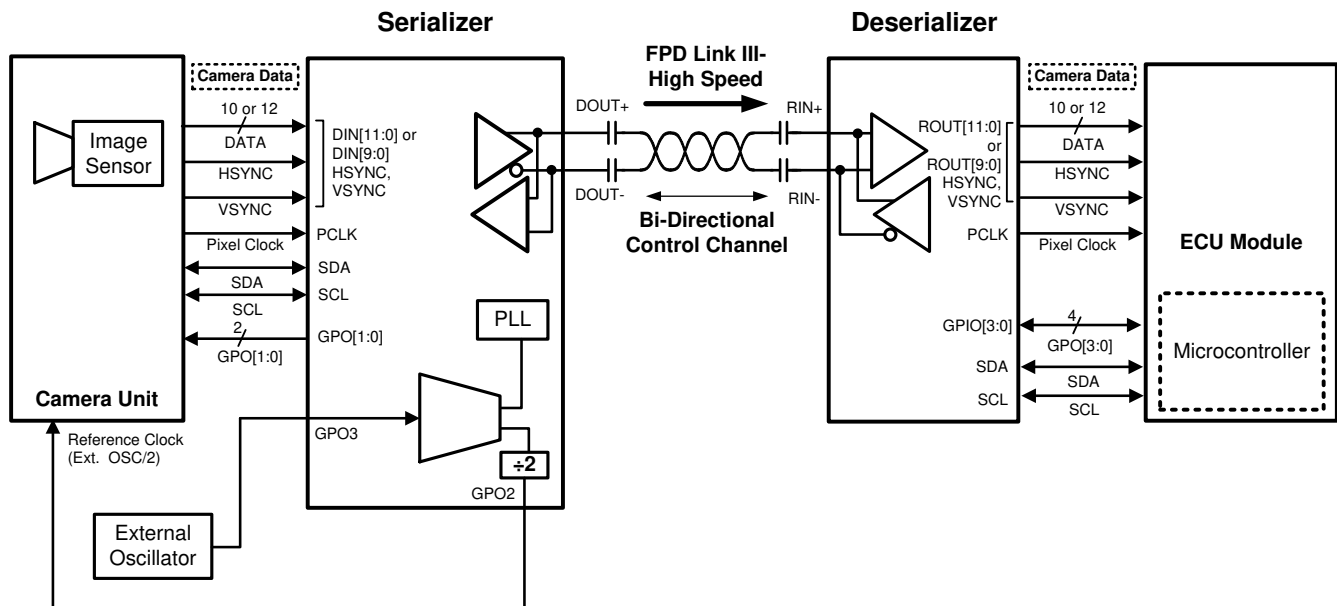 Serializer
Deserializer
FPD Link III-
High Speed
Camera Data
10 or 12
DATA
HSYNC
VSYNC
Pixel Clock
SDA
SCL
2
GPO[1:0]
Image
Sensor
Camera Unit
DIN[11:0] or
DIN[9:0]
HSYNC,
VSYNC
PCLK
SDA
SCL
GPO[1:0]
PLL
÷2
GPO3
GPO2
Reference Clock
(Ext. OSC/2)
External
Oscillator
DOUT+
DOUT-
RIN+
RIN-
Bi-Directional
Control Channel
ROUT[11:0]
or
ROUT[9:0]
HSYNC,
VSYNC
PCLK
GPIO[3:0]
SDA
SCL
Camera Data
10 or 12
DATA
HSYNC
VSYNC
Pixel Clock
4
GPO[3:0]
SDA
SCL
ECU Module
Microcontroller